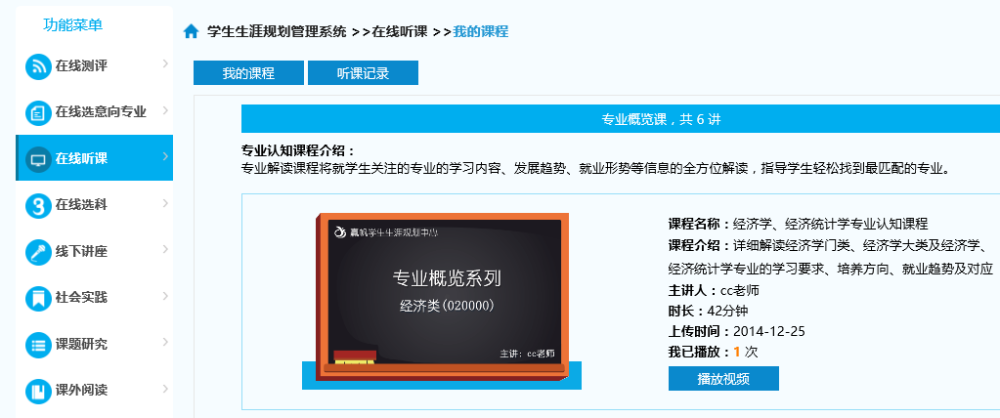 功能菜单
在线测评
在线选意向专业
在线听课
在线选科
线下讲座
社会实践
课题研究
课外阅读
学生生涯规划管理系统 >>在线听课 >>我的课程
我的课程 听课记录
专业概览课，共 6 讲
专业认知课程介绍：
专业解读课程将就学生关注的专业的学习内容、发展趋势、就业形势等信息的全方位解读，指导学生轻松找到最匹配的专业。
赢帆学生生涯规划中心
专业概览系列
经济类(020000)
主讲：cc老师
课程名称：经济学、经济统计学专业认知课程
课程介绍：详细解读经济学门类、经济学大类及经济学、
经济统计学专业的学习要求、培养方向、就业趋势及对应
主讲人：cc老师
时长：42分钟
上传时间：2014-12-25
我已播放：1 次
播放视频